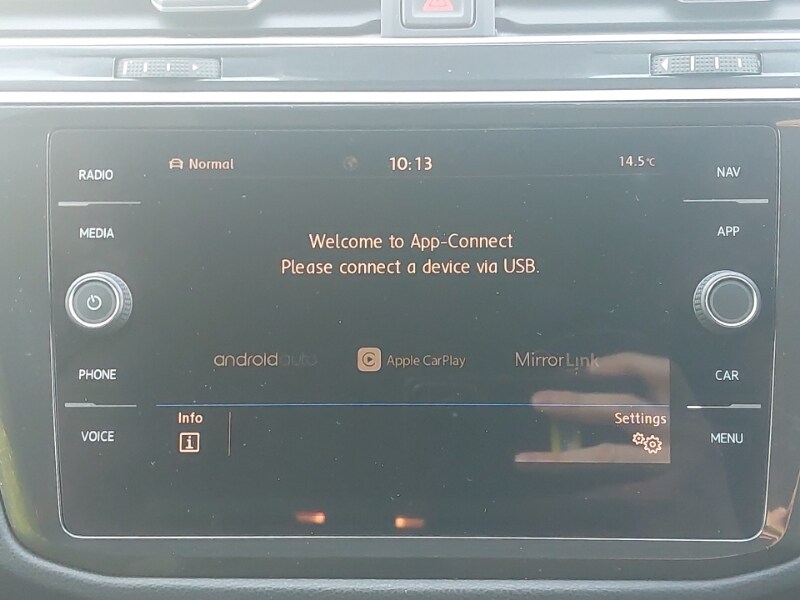 RADIO
MEDIA
PHONE
VOICE
Normal
10:13
14.5°C
Welcome to App-Connect
Please connect a device via USB.
androidauto
Apple CarPlay
MirrorLink
Info
i
Settings
NAV
APP
CAR
MENU